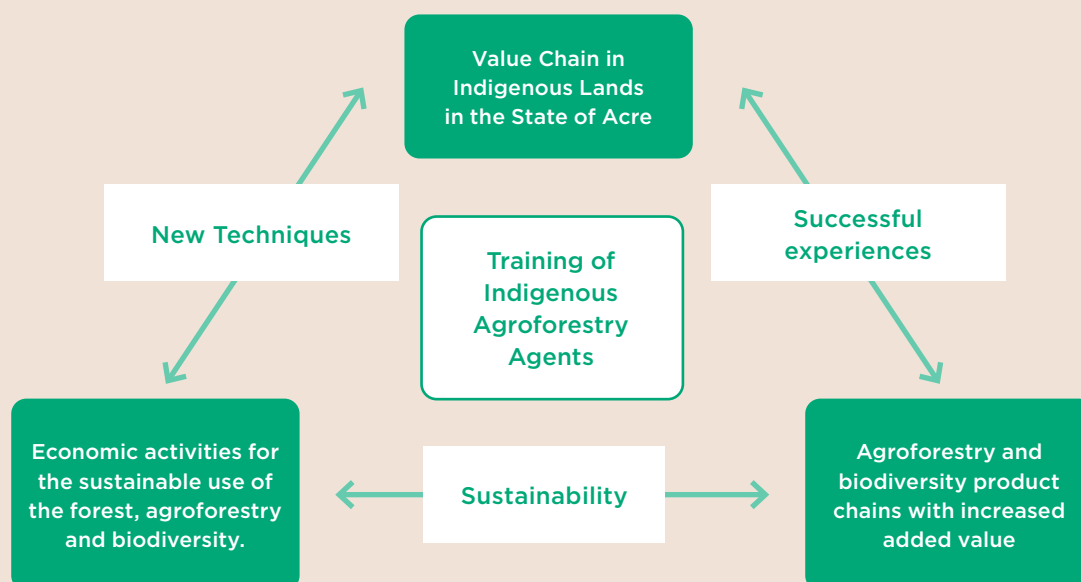 Value Chain in
Indigenous Lands
in the State of Acre
New Techniques
Successful
experiences
Training of
Indigenous
Agroforestry
Agents
Economic activities for
the sustainable use of
the forest, agroforestry
and biodiversity.
Sustainability
Agroforestry and
biodiversity product
chains with increased
added value